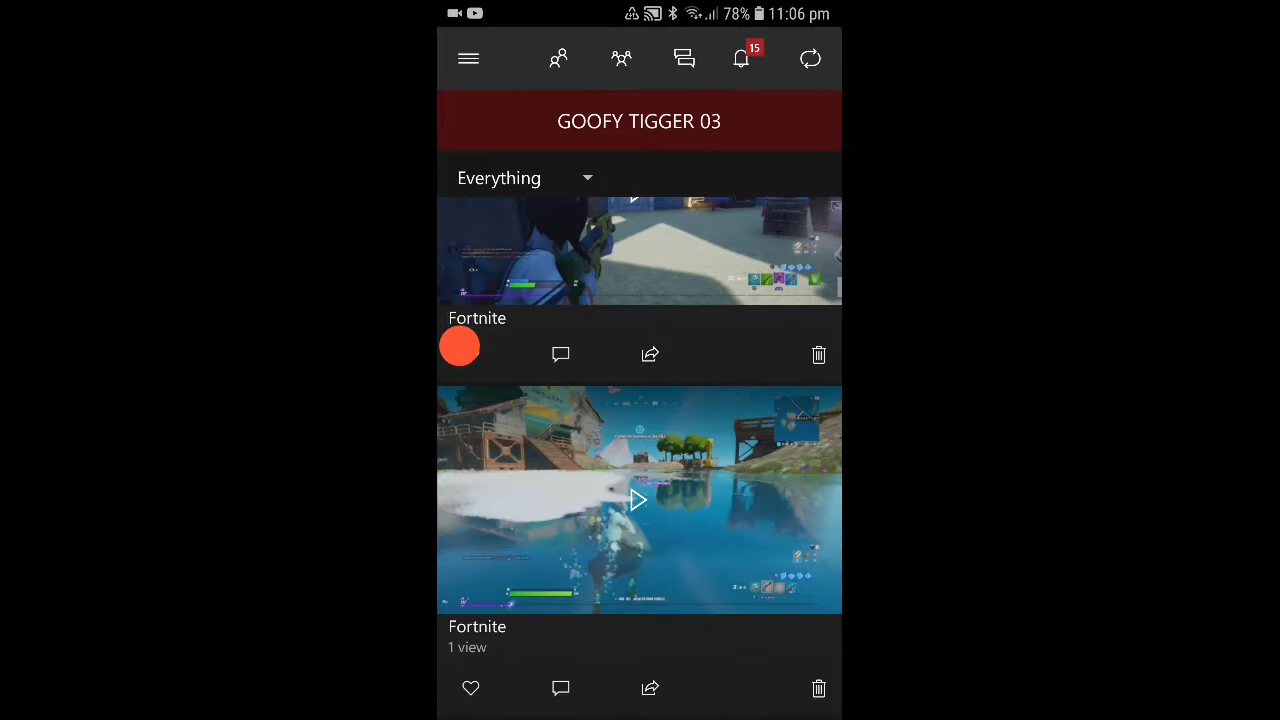 78% 11:06 pm
15
GOOFY TIGGER 03
Everything
Fortnite
Fortnite
1 view